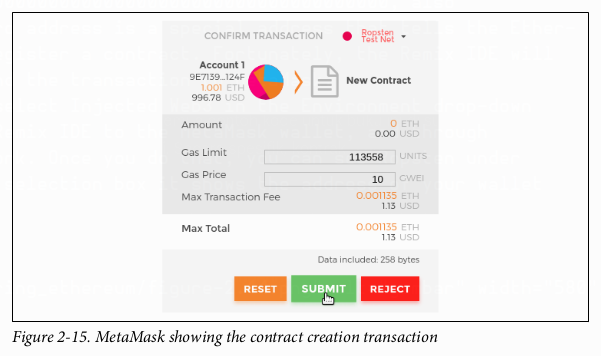 CONFIRM TRANSACTION
Ropsten
Test Net
Account 1
9E7139...124F
1.001 ETH
996.78 USD
New Contract
Amount 0 ETH
0.00 USD
Gas Limit 113558 UNITS
Gas Price 10 GWEI
Max Transaction Fee 0.001135 ETH
1.13 USD
Max Total 0.001135 ETH
1.13 USD
Data included: 258 bytes
RESET SUBMIT REJECT
Figure 2-15. MetaMask showing the contract creation transaction